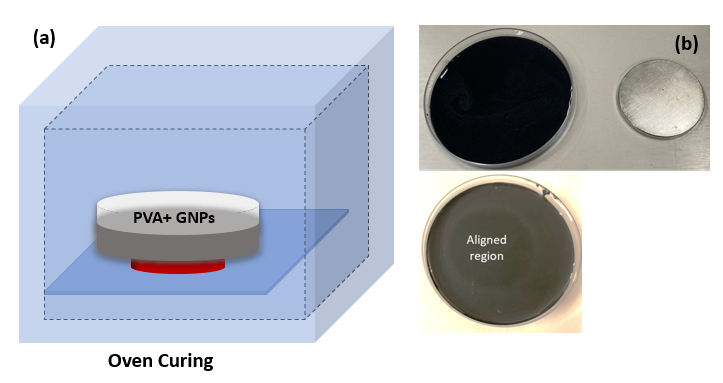 (a)
PVA+ GNPs
Oven Curing
(b)
Aligned
region